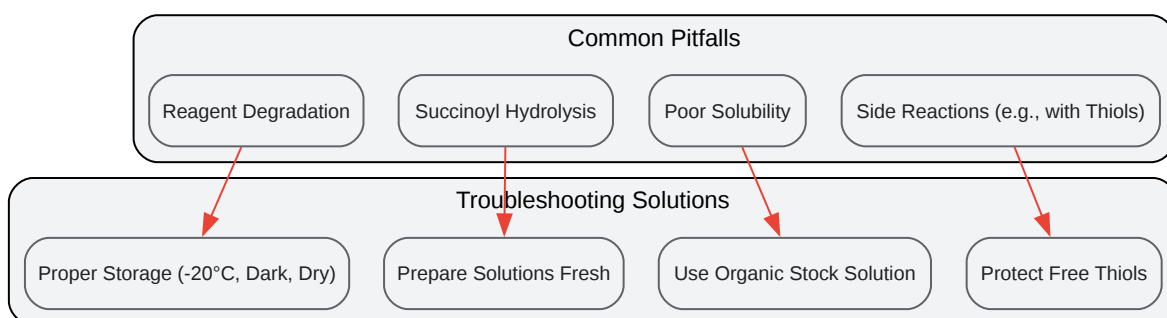 Common Pitfalls
Reagent Degradation
Succinoyl Hydrolysis
Poor Solubility
Side Reactions (e.g., with Thiols)
Troubleshooting Solutions
Proper Storage (-20°C, Dark, Dry)
Prepare Solutions Fresh
Use Organic Stock Solution
Protect Free Thiols